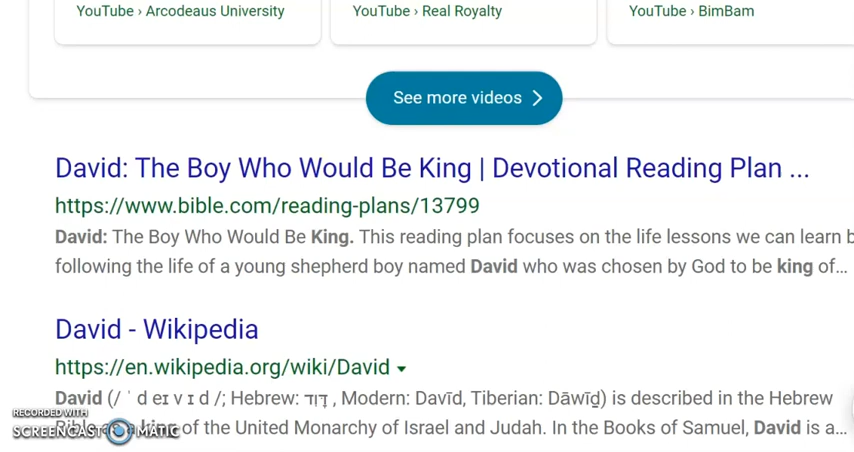 YouTube › Arcodeaus University YouTube › Real Royalty YouTube › BimBam
See more videos
David: The Boy Who Would Be King | Devotional Reading Plan ...
https://www.bible.com/reading-plans/13799
David: The Boy Who Would Be King. This reading plan focuses on the life lessons we can learn b
following the life of a young shepherd boy named David who was chosen by God to be king of...
David - Wikipedia
https://en.wikipedia.org/wiki/David
David (/ ˈ d eɪ v ɪ d /; Hebrew: דָּוִד, Modern: Davīd, Tiberian: Dāwīḏ) is described in the Hebrew
Bible as a king of the United Monarchy of Israel and Judah. In the Books of Samuel, David is a...
RECORDED WITH
SCREENCAST MATIC